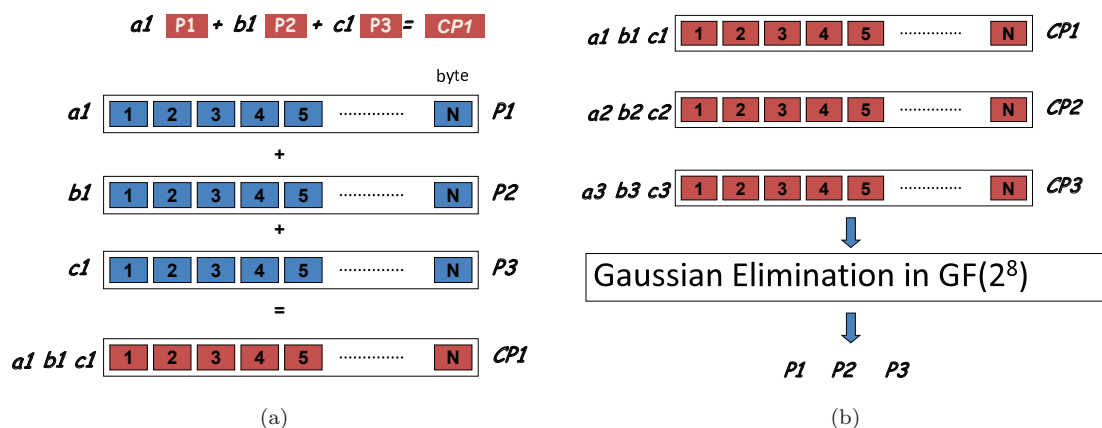 a1 P1 + b1 P2 + c1 P3 = CP1
byte
a1 1 2 3 4 5 .............. N P1
+
b1 1 2 3 4 5 .............. N P2
+
c1 1 2 3 4 5 .............. N P3
=
a1 b1 c1 1 2 3 4 5 .............. N CP1
(a)
a1 b1 c1 1 2 3 4 5 .............. N CP1
a2 b2 c2 1 2 3 4 5 .............. N CP2
a3 b3 c3 1 2 3 4 5 .............. N CP3
Gaussian Elimination in GF(2⁸)
P1 P2 P3
(b)